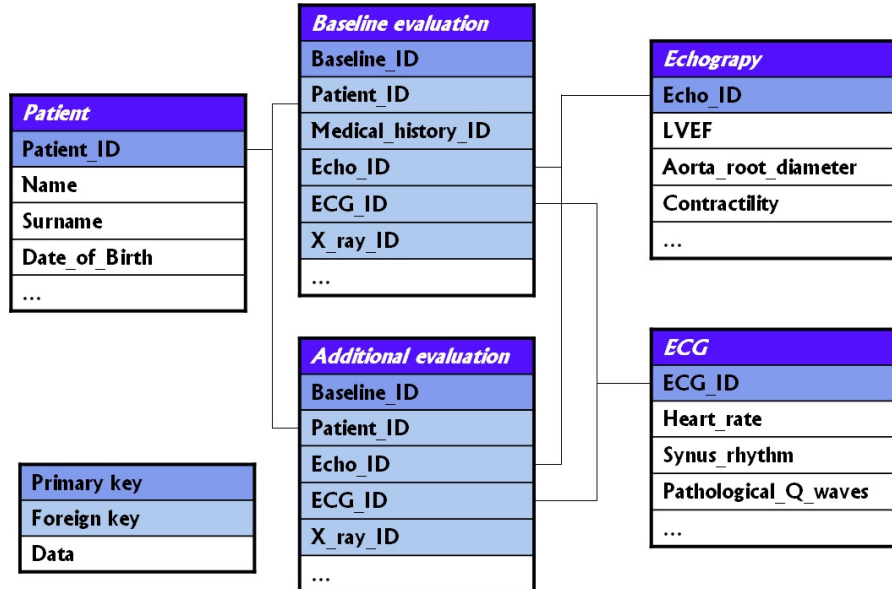 Patient
Patient_ID
Name
Surname
Date_of_Birth
...
Baseline evaluation
Baseline_ID
Patient_ID
Medical_history_ID
Echo_ID
ECG_ID
X_ray_ID
...
Additional evaluation
Baseline_ID
Patient_ID
Echo_ID
ECG_ID
X_ray_ID
...
Echograpy
Echo_ID
LVEF
Aorta_root_diameter
Contractility
...
ECG
ECG_ID
Heart_rate
Synus_rhythm
Pathological_Q_waves
...
Primary key
Foreign key
Data